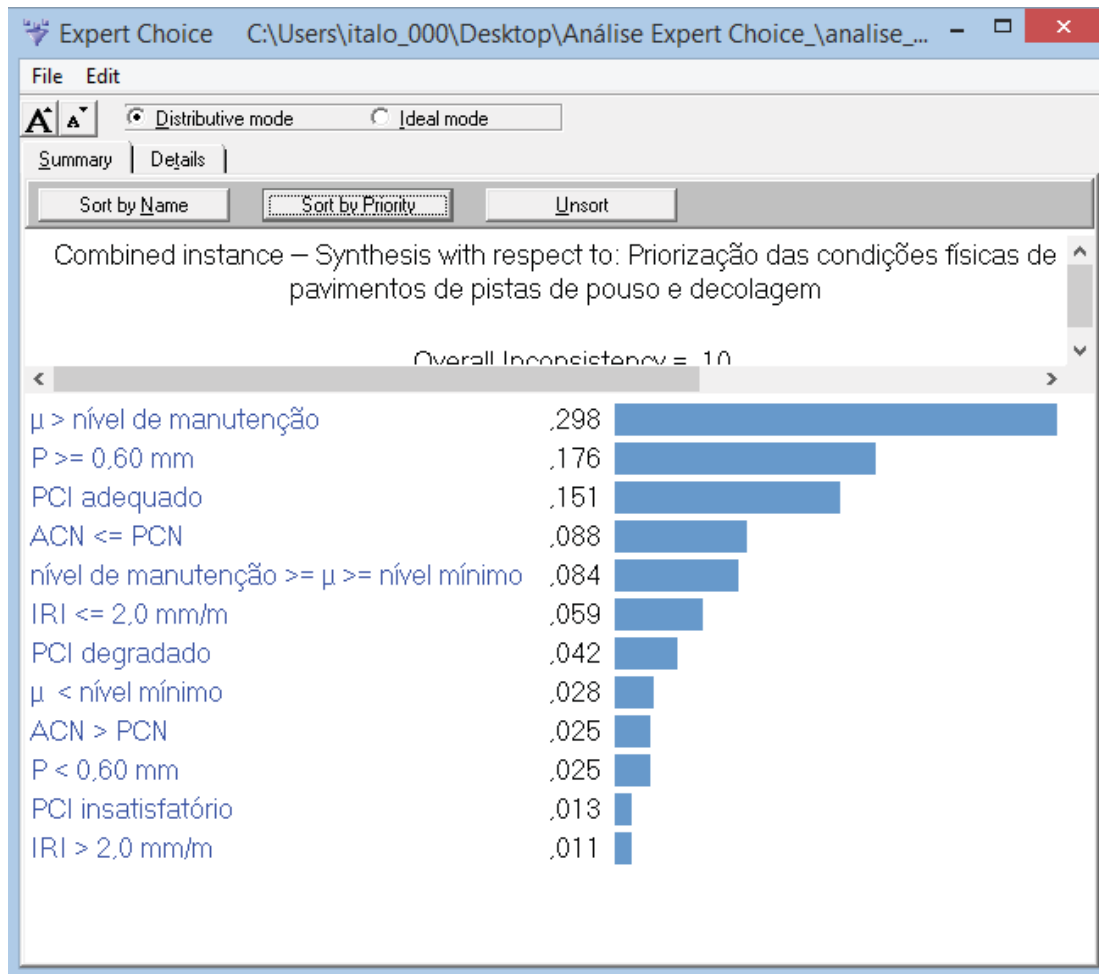 Expert Choice C:\Users\italo_000\Desktop\Análise Expert Choice_\analise_...
File Edit
A A Distributive mode Ideal mode
Summary Details
Sort by Name Sort by Priority Unsort
Combined instance – Synthesis with respect to: Priorização das condições físicas de
pavimentos de pistas de pouso e decolagem
Overall Inconsistency = ,10
µ > nível de manutenção ,298
P >= 0,60 mm ,176
PCI adequado ,151
ACN <= PCN ,088
nível de manutenção >= µ >= nível mínimo ,084
IRI <= 2,0 mm/m ,059
PCI degradado ,042
µ < nível mínimo ,028
ACN > PCN ,025
P < 0,60 mm ,025
PCI insatisfatório ,013
IRI > 2,0 mm/m ,011